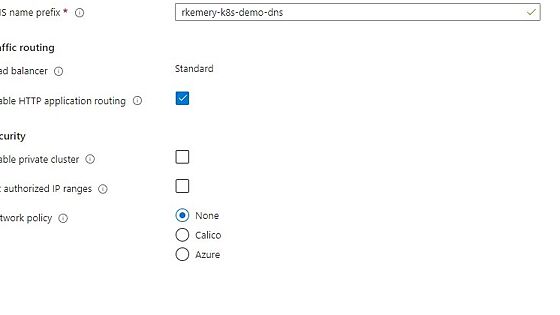 IS name prefix *
rkemery-k8s-demo-dns
affic routing
ad balancer
Standard
able HTTP application routing
curity
able private cluster
t authorized IP ranges
twork policy
None
Calico
Azure